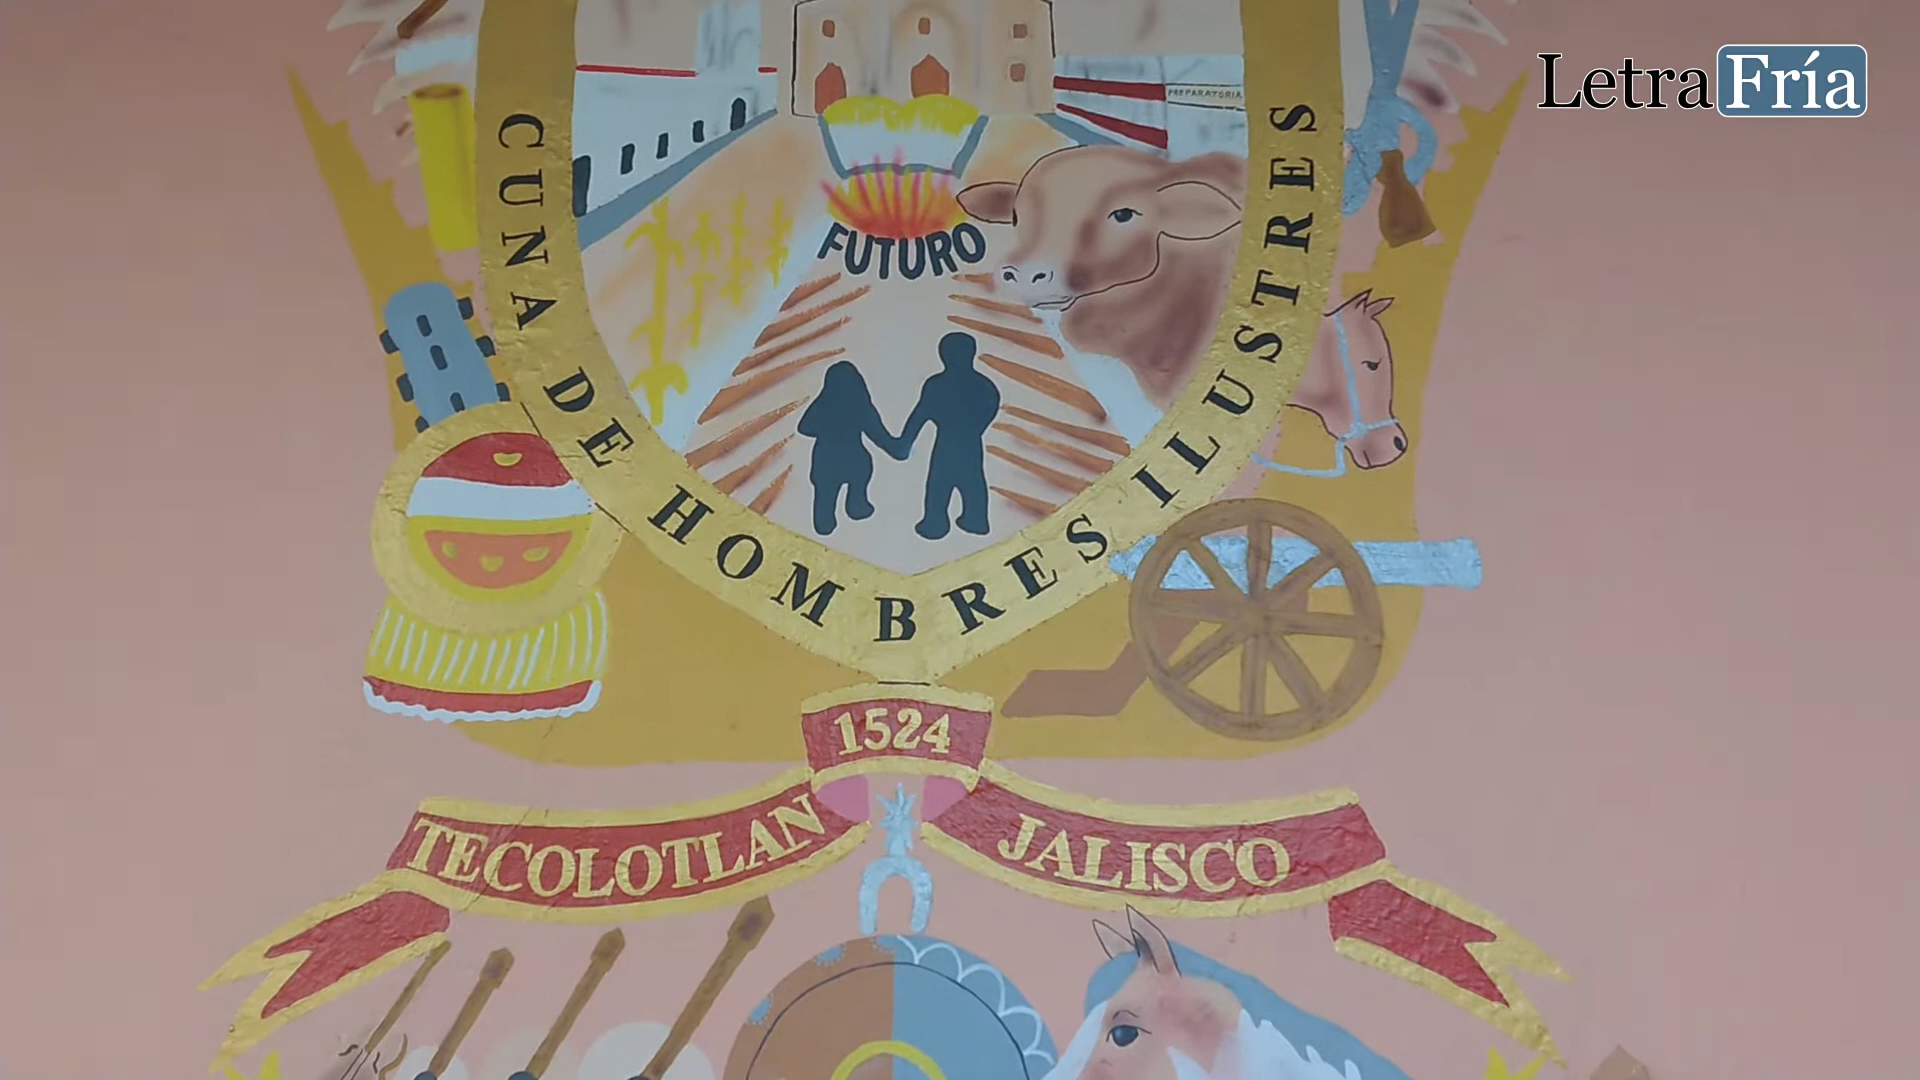 LetraFría
PREPARATORIA
FUTURO
CUNA DE HOMBRES ILUSTRES
1524
TECOLOTLAN JALISCO